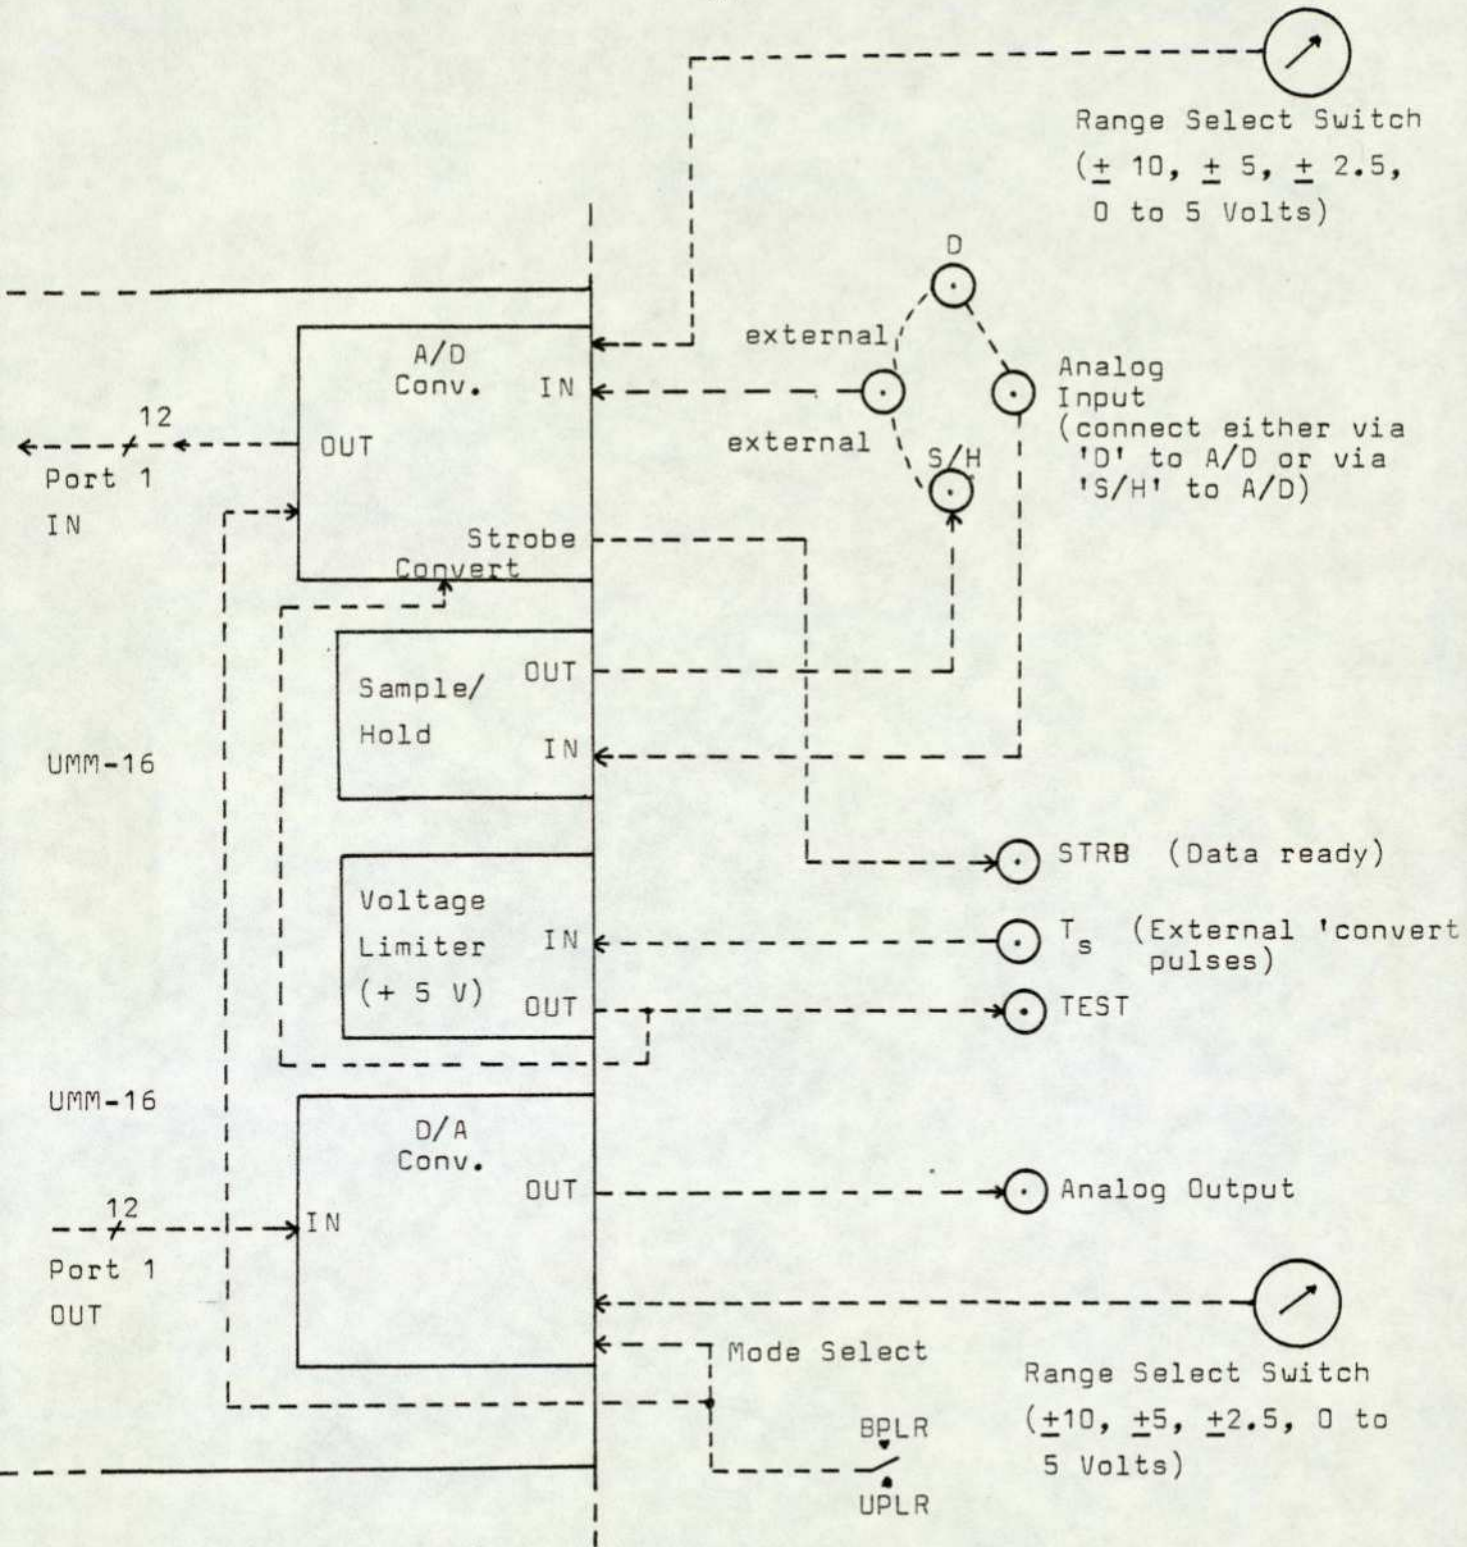 Range Select Switch
(± 10, ± 5, ± 2.5,
0 to 5 Volts)
D
external
A/D
Conv.
IN
Analog
Input
(connect either via
'D' to A/D or via
'S/H' to A/D)
12
OUT
external
S/H
Port 1
IN
Strobe
Convert
OUT
Sample/
Hold
IN
UMM-16
STRB (Data ready)
Voltage
Limiter
(+ 5 V)
IN
Ts (External 'convert
pulses)
OUT
TEST
UMM-16
D/A
Conv.
OUT
Analog Output
12
IN
Port 1
OUT
Mode Select
Range Select Switch
(±10, ±5, ±2.5, 0 to
5 Volts)
BPLR
UPLR